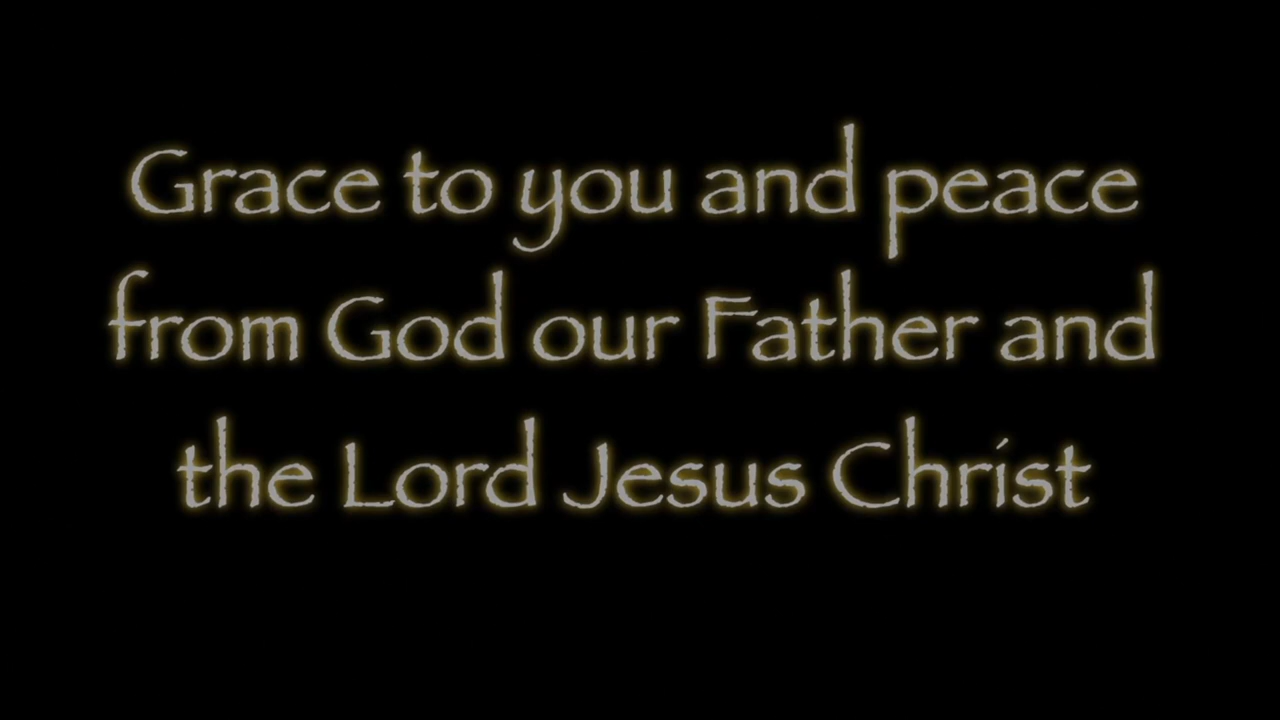 Grace to you and peace
from God our Father and
the Lord Jesus Christ